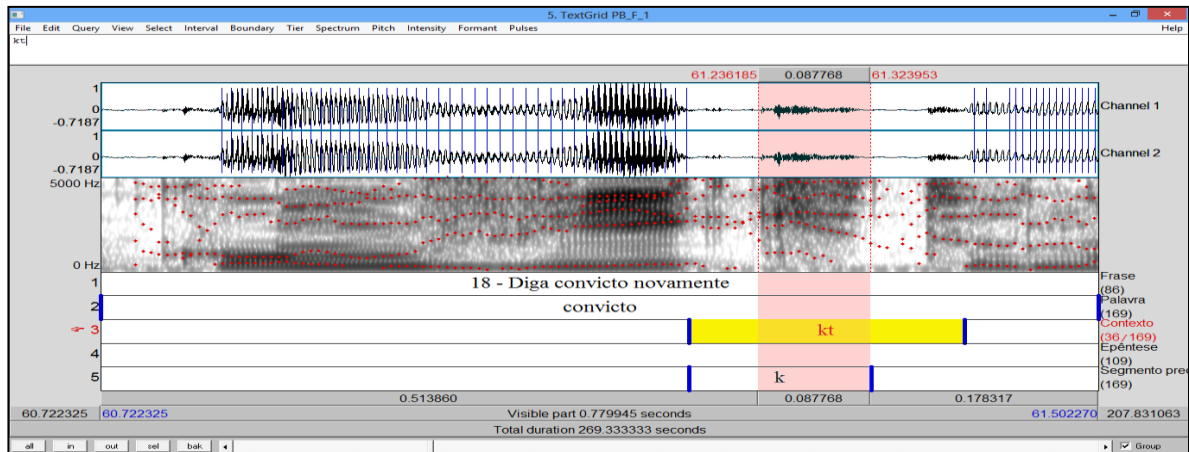 5. TextGrid PB_F_1
File Edit Query View Select Interval Boundary Tier Spectrum Pitch Intensity Formant Pulses Help
kt
61.236185 0.087768 61.323953
1
0 Channel 1
-0.7187
1
0 Channel 2
-0.7187
5000 Hz
0 Hz
1 18 - Diga convicto novamente Frase
(86)
2 convicto Palavra
(169)
3 kt Contexto
(36/169)
4 Epêntese
(109)
5 k Segmento prec
(169)
0.513860 0.087768 0.178317
60.722325 60.722325 Visible part 0.779945 seconds 61.502270 207.831063
Total duration 269.333333 seconds
all in out sel bak Group